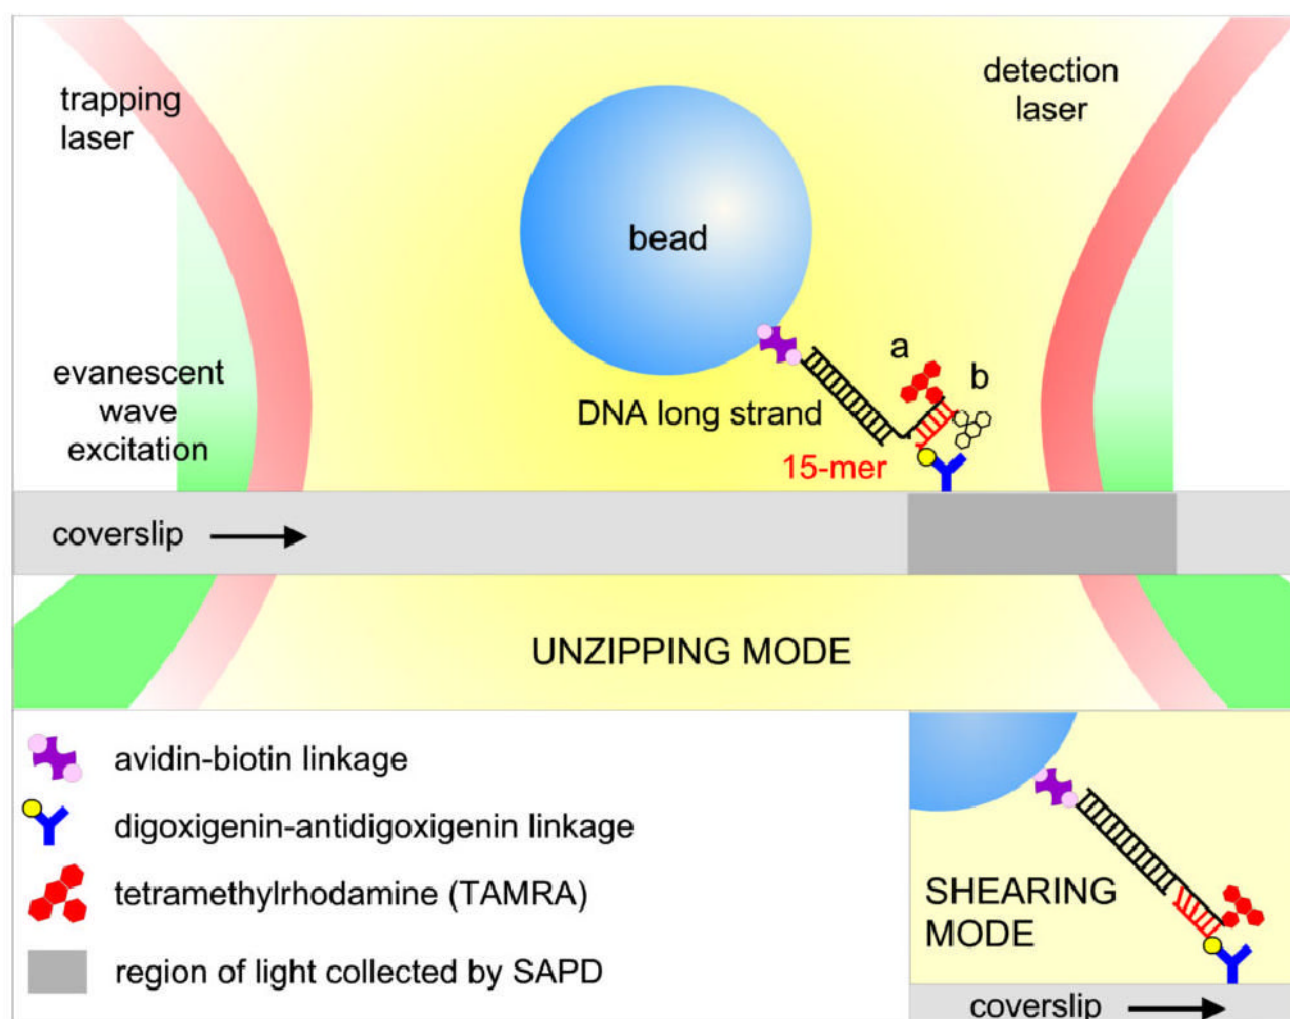 trapping
laser
detection
laser
bead
a
b
evanescent
wave
excitation
DNA long strand
15-mer
coverslip
UNZIPPING MODE
avidin-biotin linkage
digoxigenin-antidigoxigenin linkage
tetramethylrhodamine (TAMRA)
region of light collected by SAPD
SHEARING
MODE
coverslip